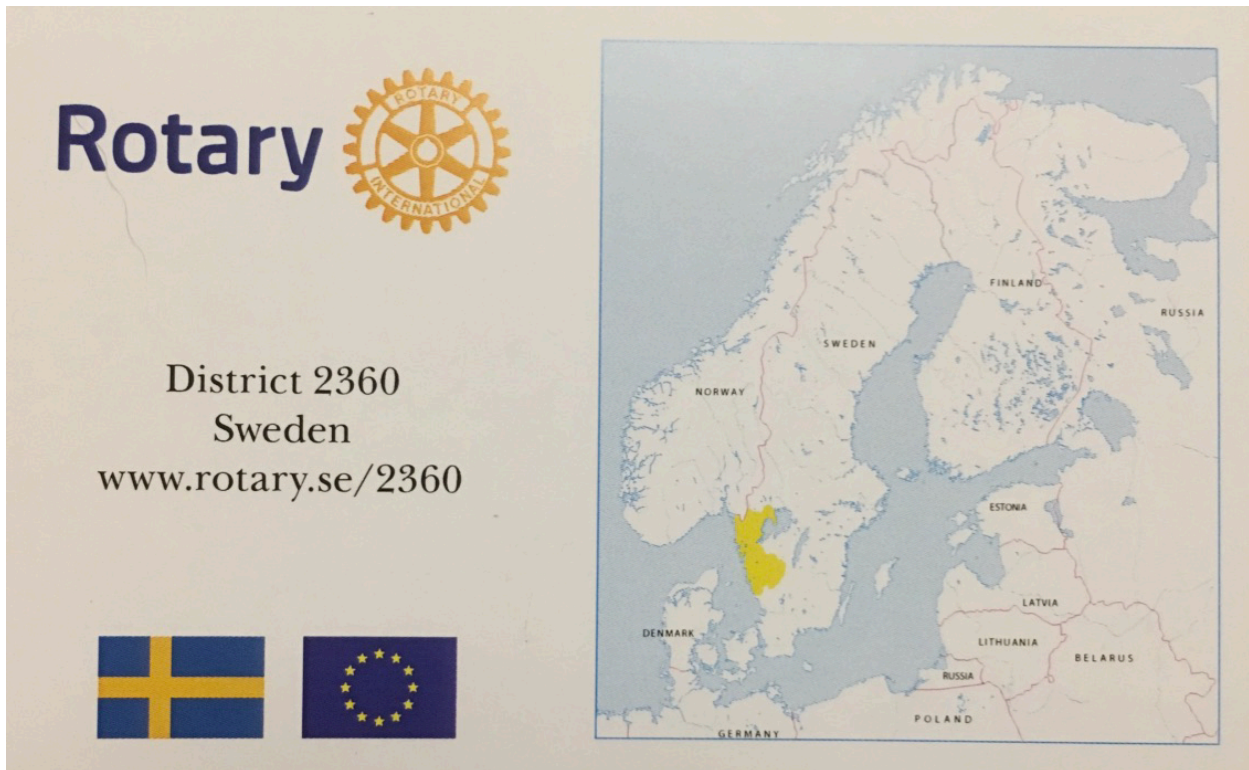 Rotary
ROTARY
INTERNATIONAL
District 2360
Sweden
www.rotary.se/2360
FINLAND
RUSSIA
SWEDEN
NORWAY
ESTONIA
LATVIA
DENMARK
LITHUANIA
BELARUS
RUSSIA
POLAND
GERMANY